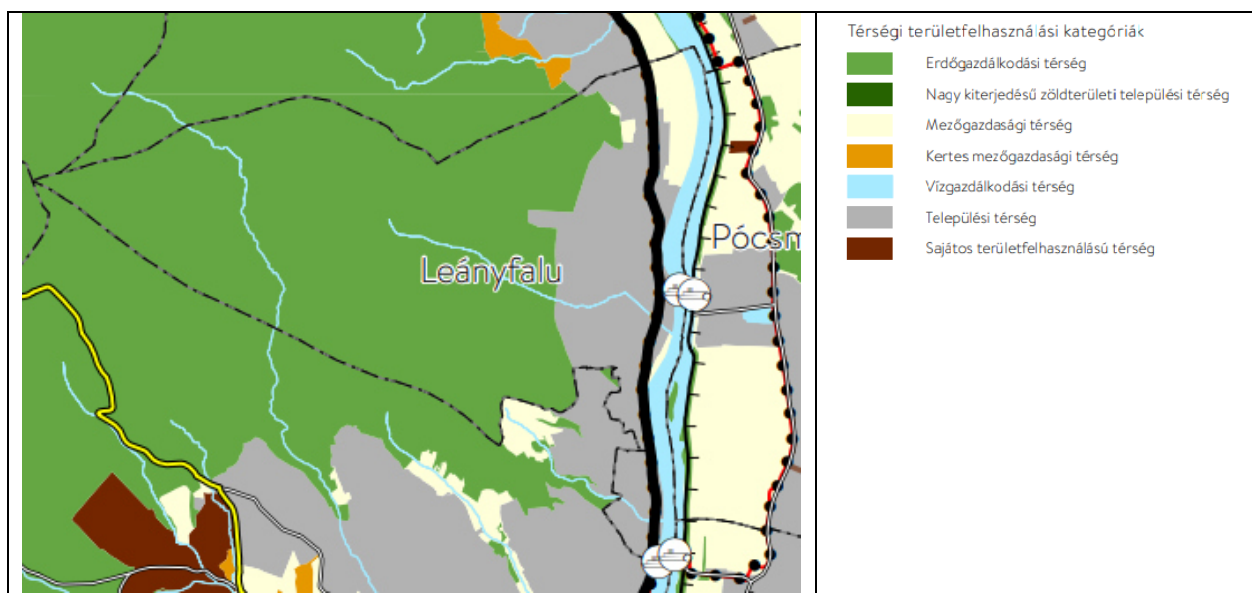 Leányfalu
Pócsm
Térségi területfelhasználási kategóriák
Erdőgazdálkodási térség
Nagy kiterjedésű zöldterületi települési térség
Mezőgazdasági térség
Kertes mezőgazdasági térség
Vízgazdálkodási térség
Települési térség
Sajátos területfelhasználású térség